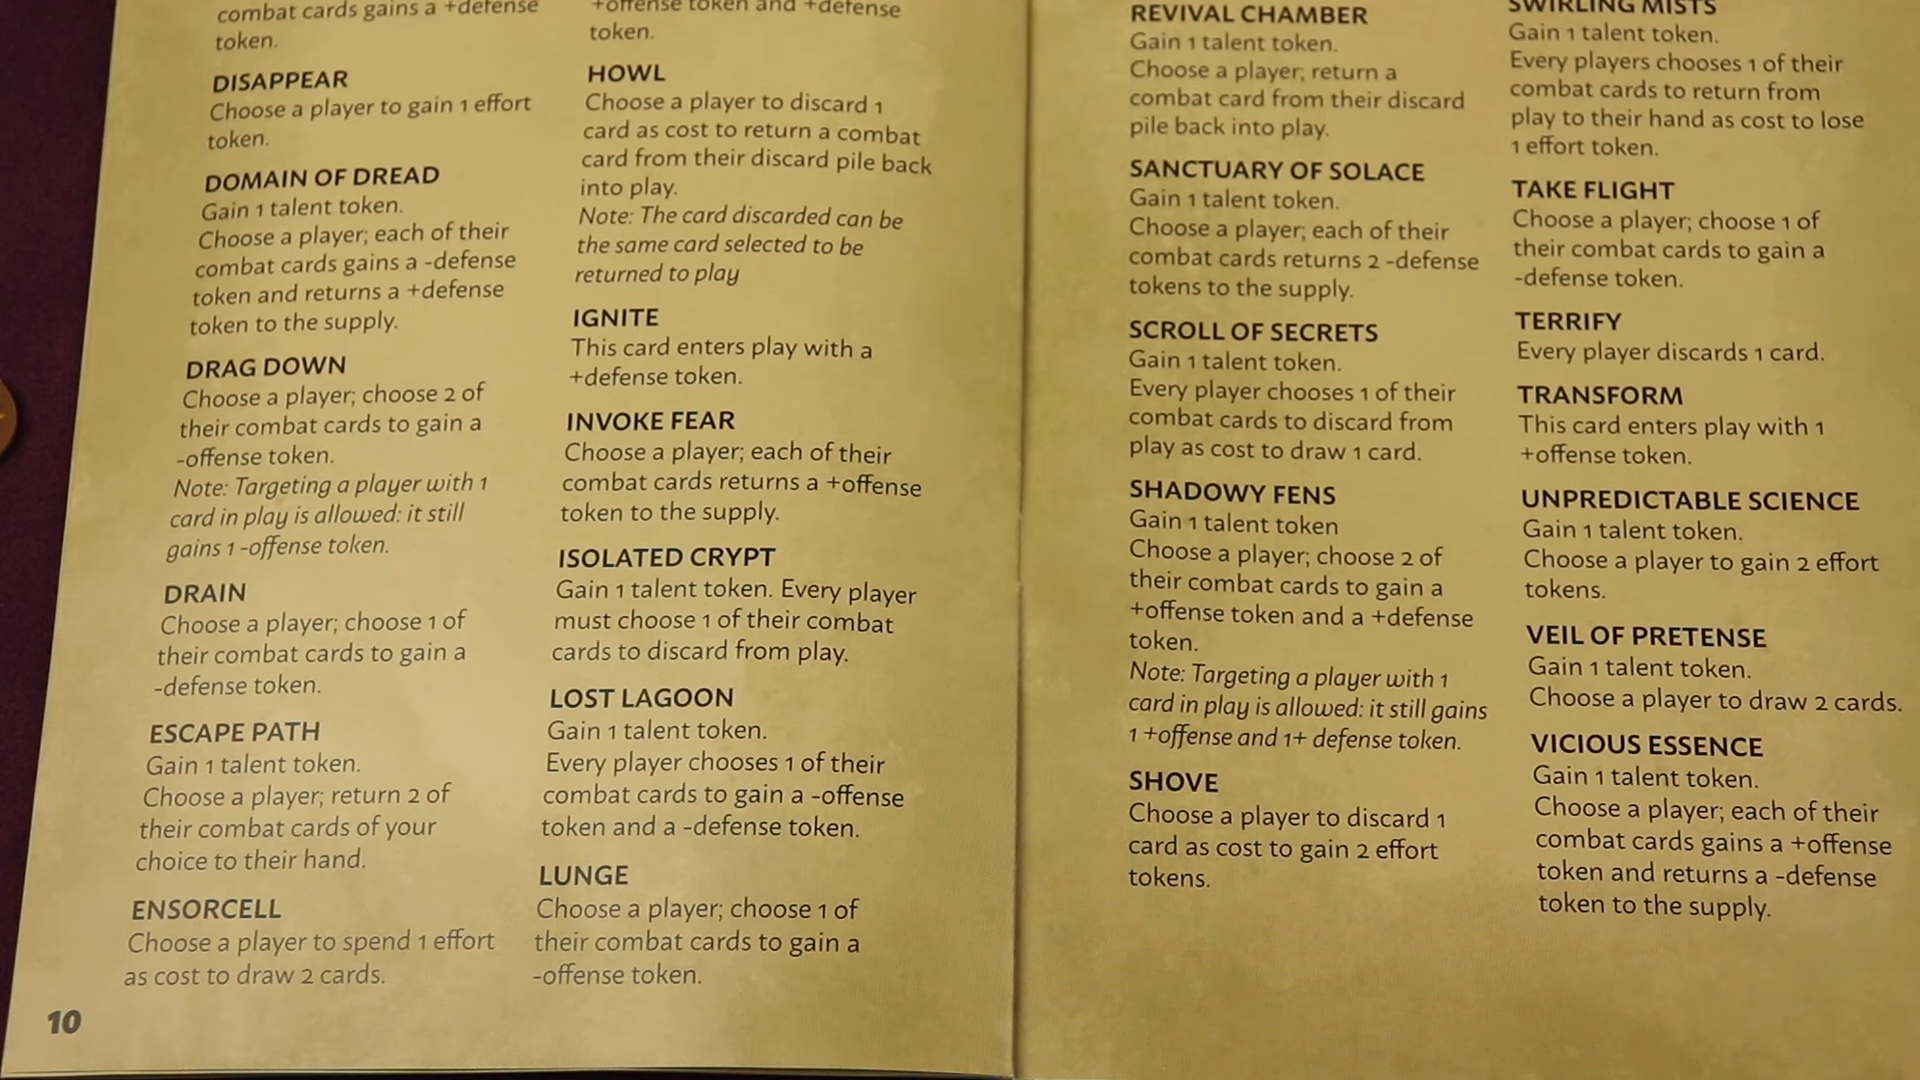 combat cards gains a +defense
token.
DISAPPEAR
Choose a player to gain 1 effort
token.
DOMAIN OF DREAD
Gain 1 talent token.
Choose a player; each of their
combat cards gains a -defense
token and returns a +defense
token to the supply.
DRAG DOWN
Choose a player; choose 2 of
their combat cards to gain a
-offense token.
Note: Targeting a player with 1
card in play is allowed: it still
gains 1 -offense token.
DRAIN
Choose a player; choose 1 of
their combat cards to gain a
-defense token.
ESCAPE PATH
Gain 1 talent token.
Choose a player; return 2 of
their combat cards of your
choice to their hand.
ENSORCELL
Choose a player to spend 1 effort
as cost to draw 2 cards.
10
+offense token and +defense
token.
HOWL
Choose a player to discard 1
card as cost to return a combat
card from their discard pile back
into play.
Note: The card discarded can be
the same card selected to be
returned to play
IGNITE
This card enters play with a
+defense token.
INVOKE FEAR
Choose a player; each of their
combat cards returns a +offense
token to the supply.
ISOLATED CRYPT
Gain 1 talent token. Every player
must choose 1 of their combat
cards to discard from play.
LOST LAGOON
Gain 1 talent token.
Every player chooses 1 of their
combat cards to gain a -offense
token and a -defense token.
LUNGE
Choose a player; choose 1 of
their combat cards to gain a
-offense token.
REVIVAL CHAMBER
Gain 1 talent token.
Choose a player; return a
combat card from their discard
pile back into play.
SANCTUARY OF SOLACE
Gain 1 talent token.
Choose a player; each of their
combat cards returns 2 -defense
tokens to the supply.
SCROLL OF SECRETS
Gain 1 talent token.
Every player chooses 1 of their
combat cards to discard from
play as cost to draw 1 card.
SHADOWY FENS
Gain 1 talent token
Choose a player; choose 2 of
their combat cards to gain a
+offense token and a +defense
token.
Note: Targeting a player with 1
card in play is allowed: it still gains
1 +offense and 1+ defense token.
SHOVE
Choose a player to discard 1
card as cost to gain 2 effort
tokens.
SWIRLING MISTS
Gain 1 talent token.
Every players chooses 1 of their
combat cards to return from
play to their hand as cost to lose
1 effort token.
TAKE FLIGHT
Choose a player; choose 1 of
their combat cards to gain a
-defense token.
TERRIFY
Every player discards 1 card.
TRANSFORM
This card enters play with 1
+offense token.
UNPREDICTABLE SCIENCE
Gain 1 talent token.
Choose a player to gain 2 effort
tokens.
VEIL OF PRETENSE
Gain 1 talent token.
Choose a player to draw 2 cards.
VICIOUS ESSENCE
Gain 1 talent token.
Choose a player; each of their
combat cards gains a +offense
token and returns a -defense
token to the supply.